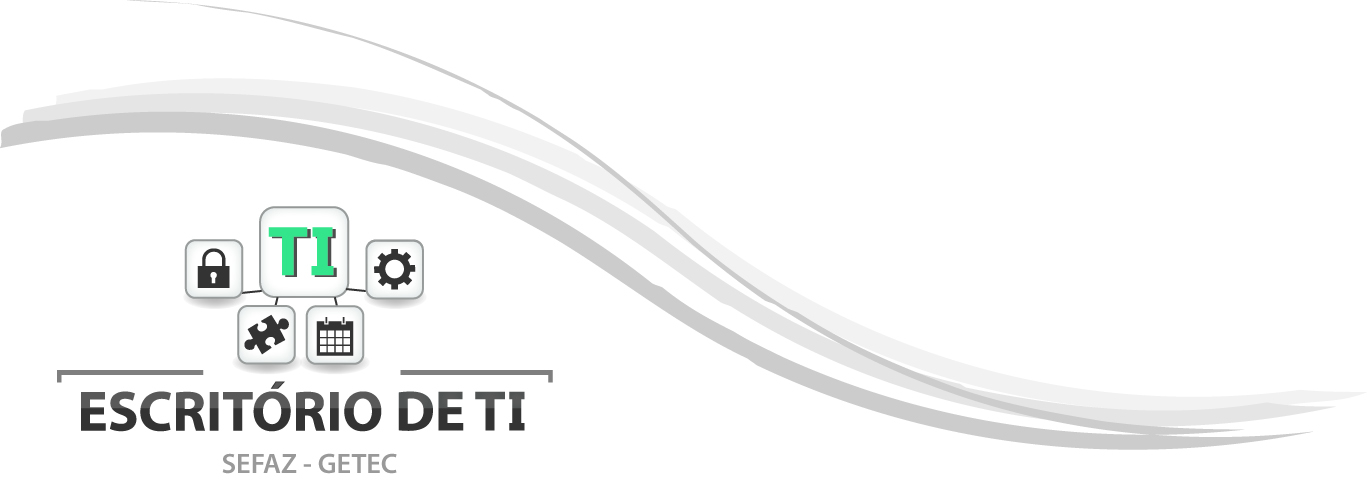 TI
ESCRITÓRIO DE TI
SEFAZ - GETEC